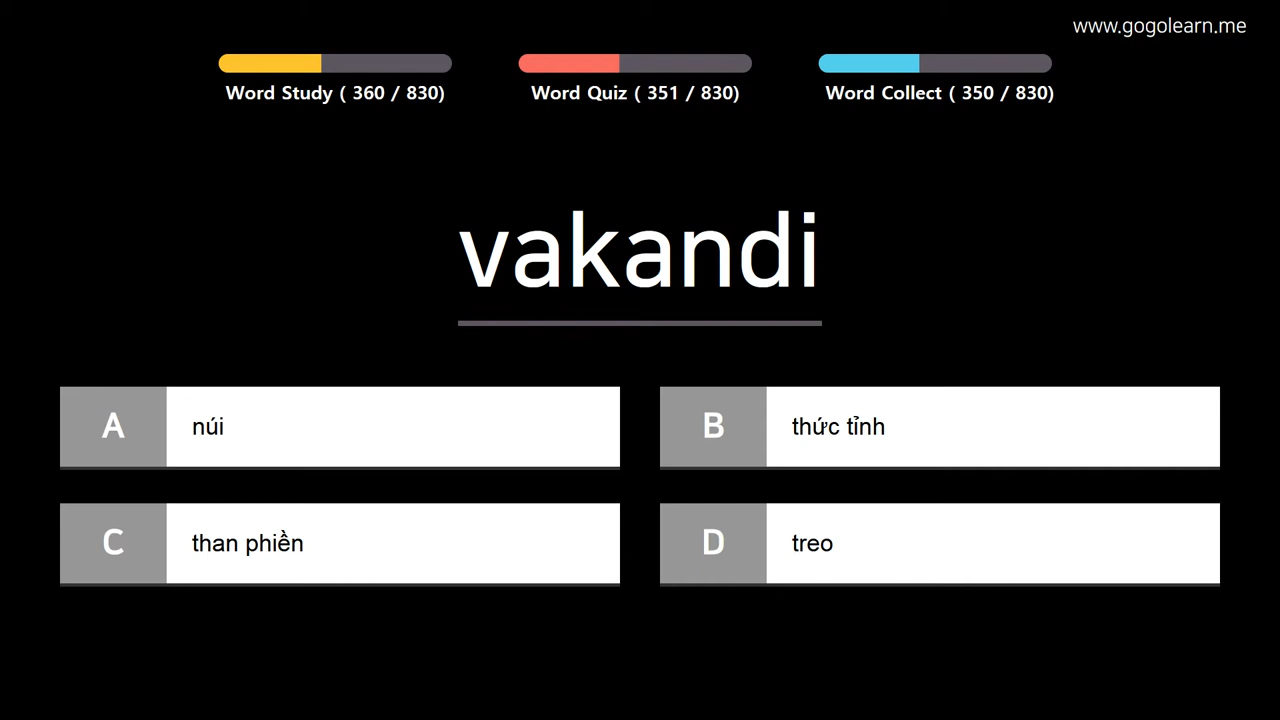 www.gogolearn.me
Word Study ( 360 / 830)
Word Quiz ( 351 / 830)
Word Collect ( 350 / 830)
vakandi
A núi
B thức tỉnh
C than phiền
D treo